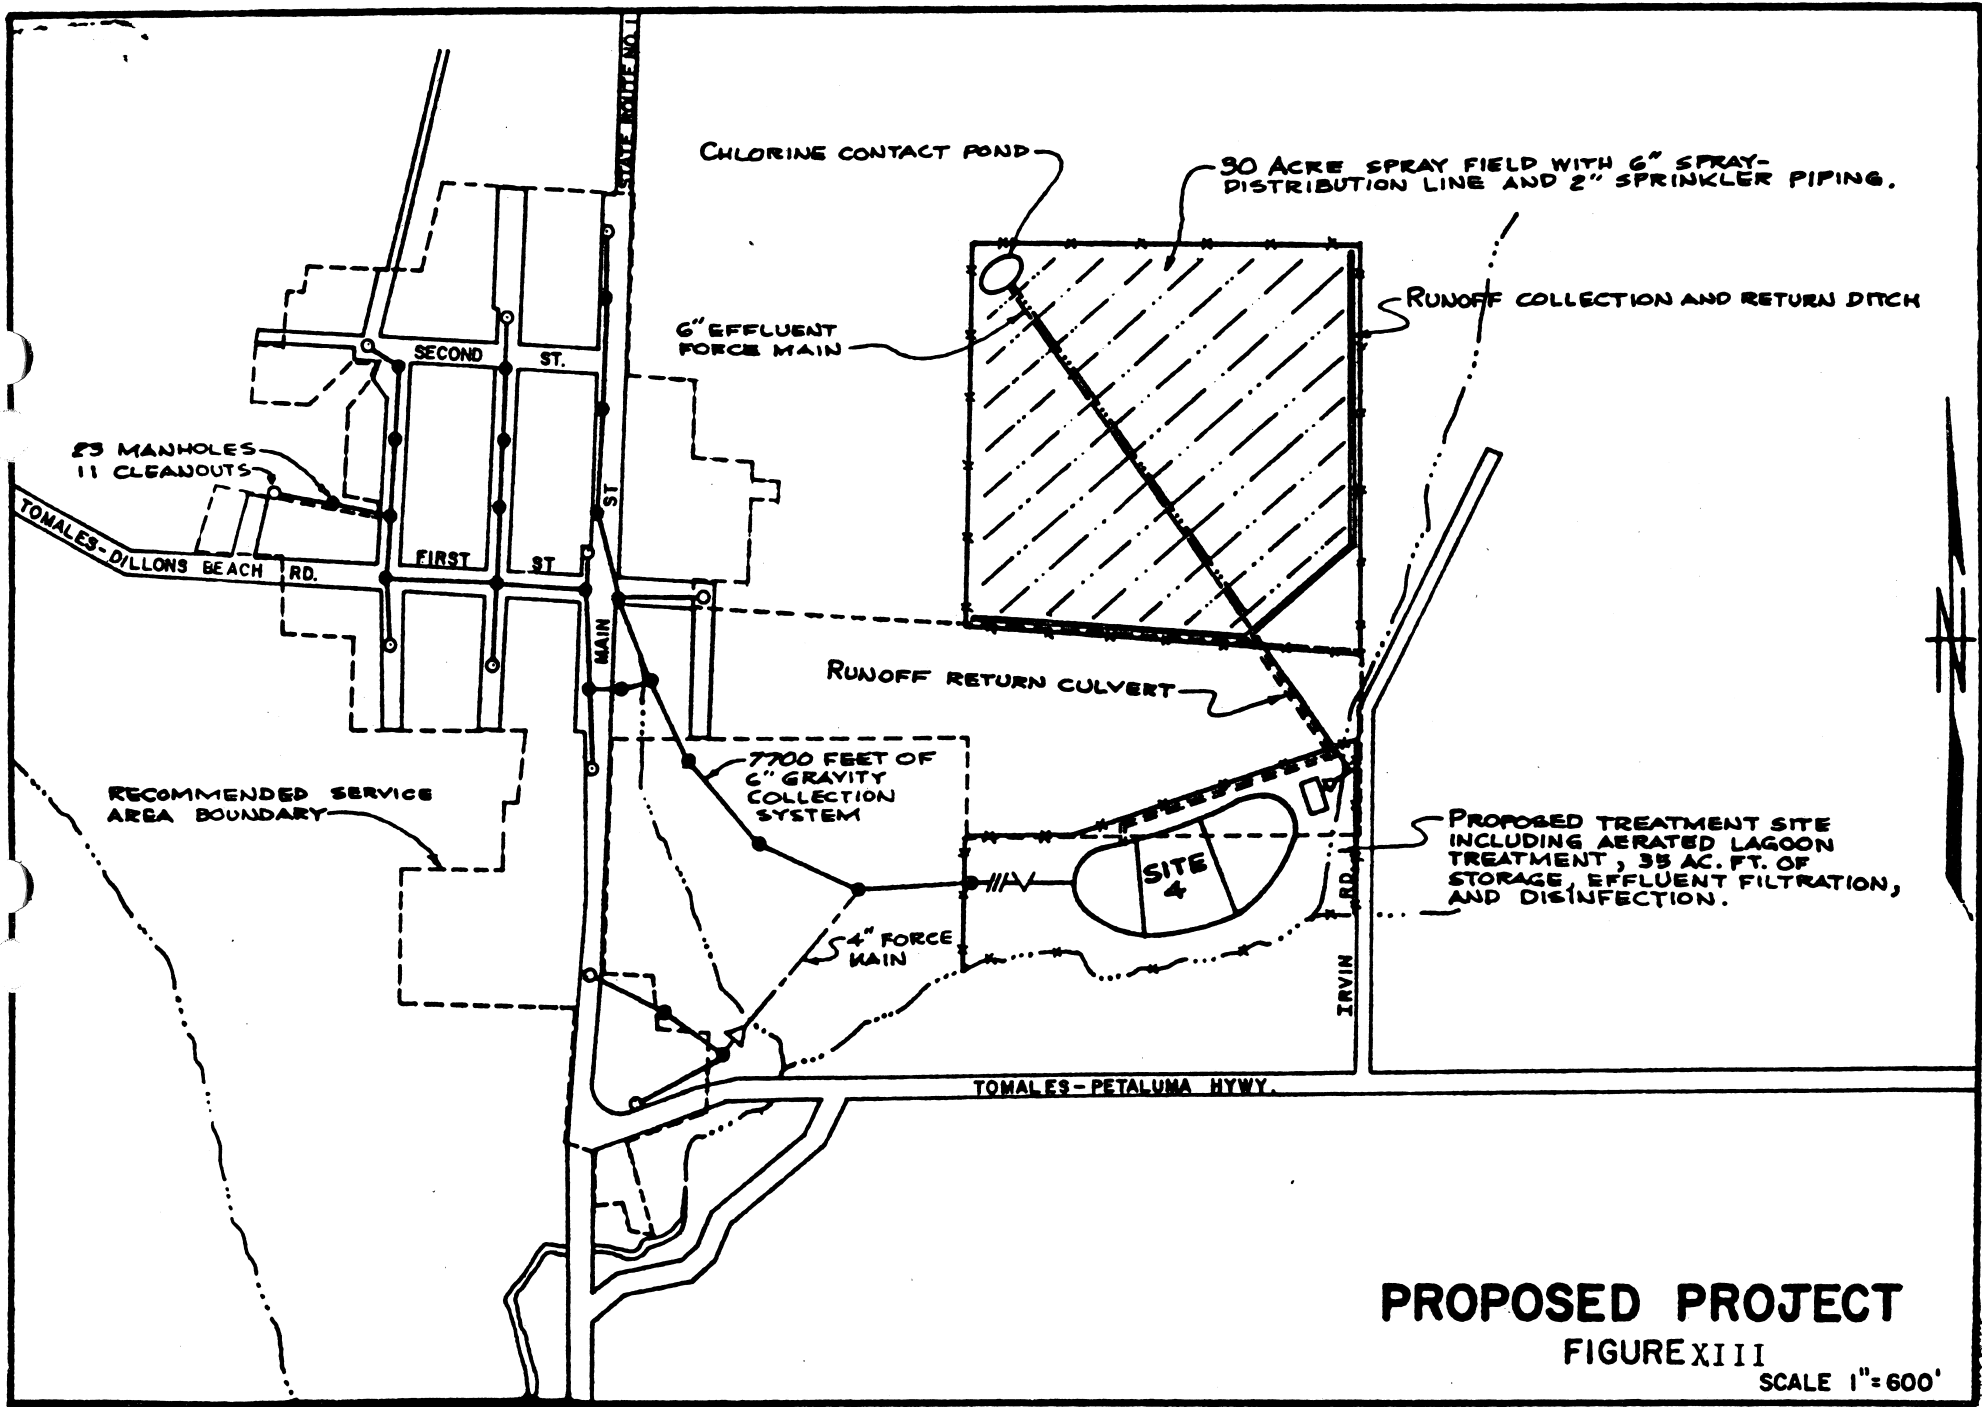 STATE ROUTE NO. 1
CHLORINE CONTACT POND
30 ACRE SPRAY FIELD WITH 6" SPRAY-
DISTRIBUTION LINE AND 2" SPRINKLER PIPING.
RUNOFF COLLECTION AND RETURN DITCH
6" EFFLUENT
FORCE MAIN
SECOND ST.
23 MANHOLES
11 CLEANOUTS
ST
TOMALES-DILLONS BEACH RD.
FIRST ST
MAIN
N
RUNOFF RETURN CULVERT
7700 FEET OF
6" GRAVITY
COLLECTION
SYSTEM
RECOMMENDED SERVICE
AREA BOUNDARY
PROPOSED TREATMENT SITE
INCLUDING AERATED LAGOON
TREATMENT, 35 AC. FT. OF
STORAGE, EFFLUENT FILTRATION,
AND DISINFECTION.
SITE
4
4" FORCE
MAIN
IRVIN RD.
TOMALES-PETALUMA HYWY.
PROPOSED PROJECT
FIGURE XIII
SCALE 1"=600'